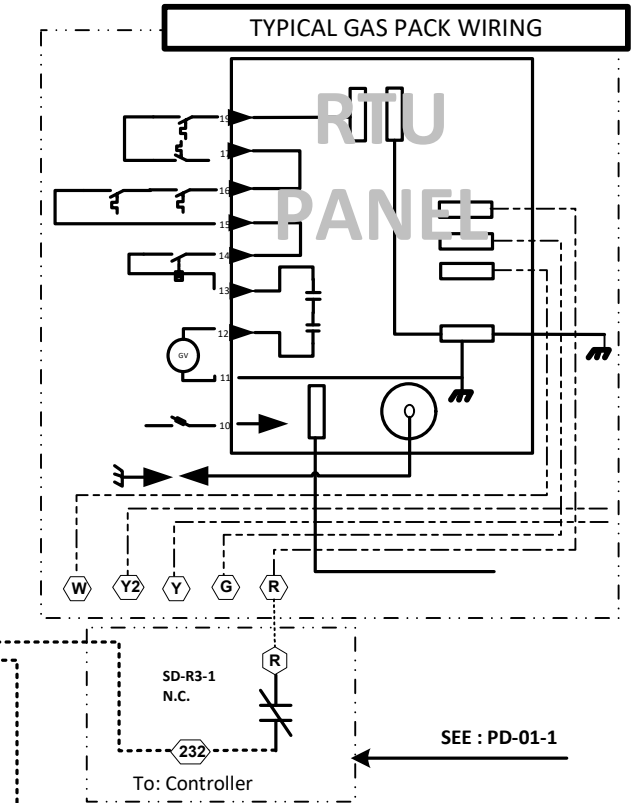 TYPICAL GAS PACK WIRING
RTU
PANEL
19
17
16
15
14
13
12
GV
11
10
W Y2 Y G R
R
SD-R3-1
N.C.
232
To: Controller
SEE : PD-01-1